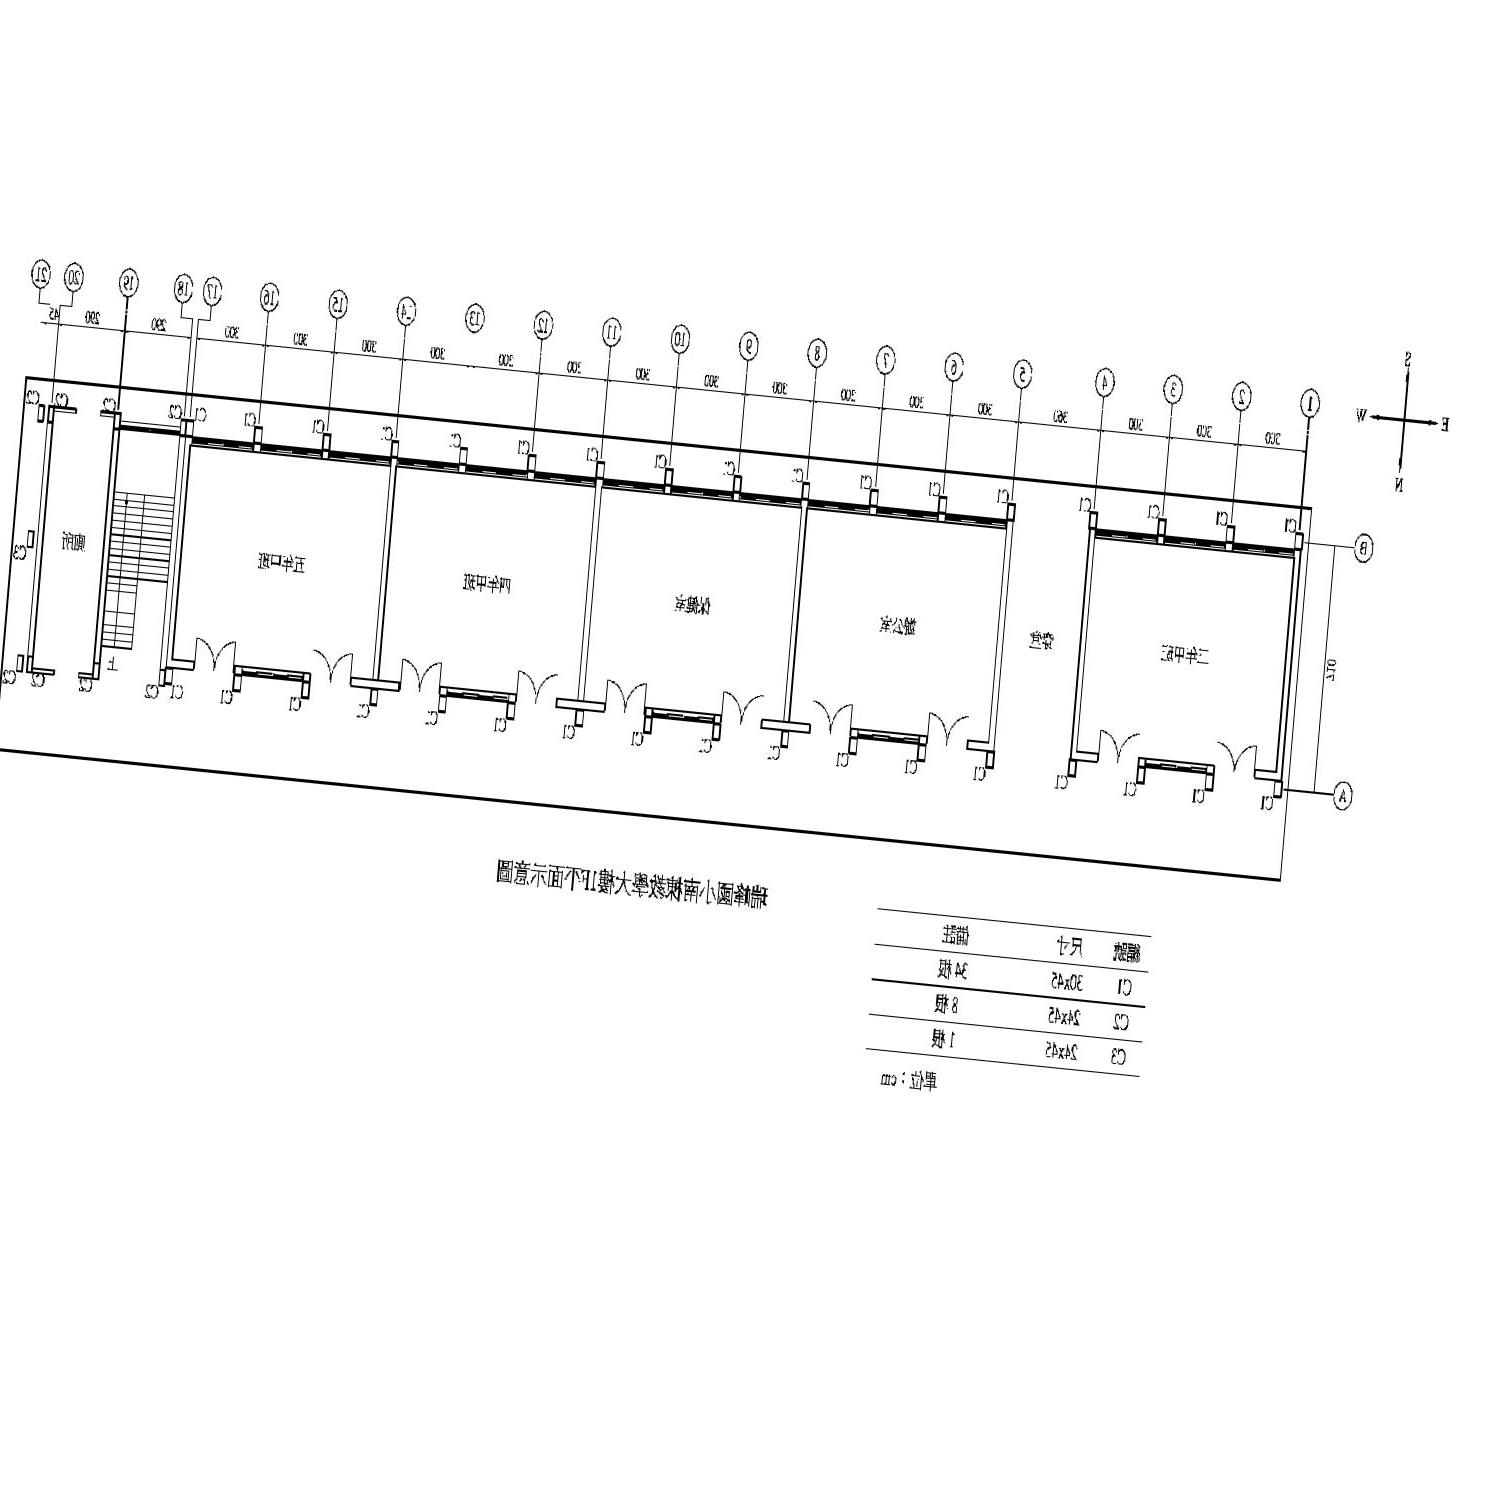 S
E
W
N
1 2 3 4 5 6 7 8 9 10 11 12 13 14 15 16 17 18 19 20 21
300 300 300 360 300 300 300 300 300 300 300 300 300 300 300 300 290 290 45
C1 C1 C1 C1 C1 C1 C1 C1 C1 C1 C1 C1 C1 C1 C1 C1 C1 C2 C2 C2 C3
B
年甲班
穿堂
辦公室
保健室
四年甲班
五年甲班
廁所
C3
上
A
C1 C1 C1 C1 C1 C1 C1 C1 C1 C1 C1 C1 C1 C1 C1 C1 C1 C2 C2 C2 C3
瑞峰國小南棟教學大樓1F平面示意圖
編號 尺寸 備註
C1 30x45 34根
C2 24x45 8根
C3 24x45 1根
單位：cm